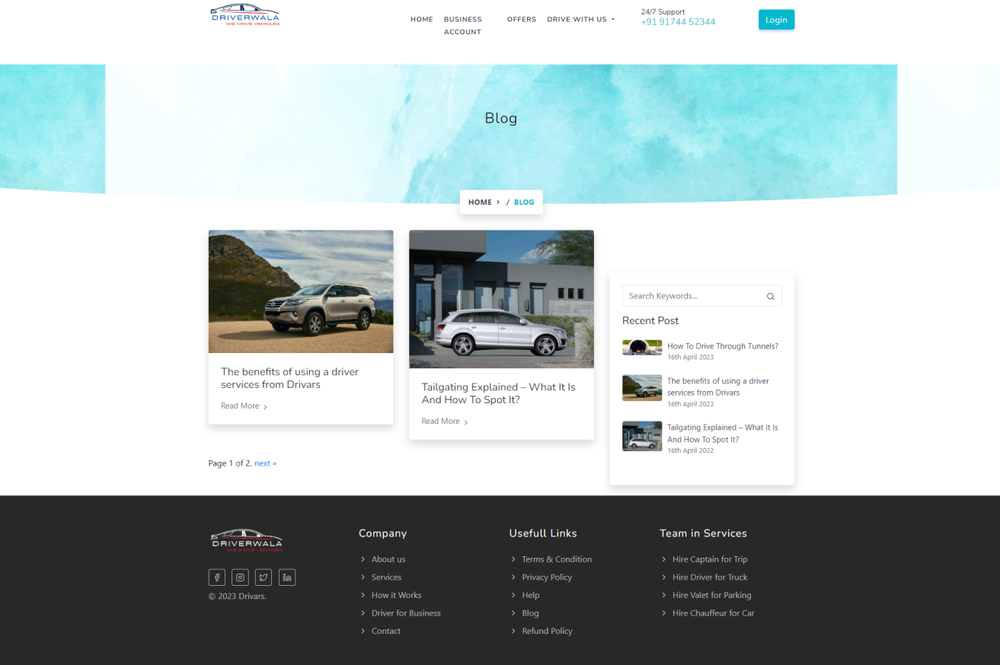 DRIVERWALA
WE DRIVE VEHICLES
HOME
BUSINESS
ACCOUNT
OFFERS
DRIVE WITH US
24/7 Support
+91 91744 52344
Login
Blog
HOME > / BLOG
The benefits of using a driver
services from Drivars
Read More >
Tailgating Explained – What It Is
And How To Spot It?
Read More >
Page 1 of 2. next »
Search Keywords...
Recent Post
How To Drive Through Tunnels?
16th April 2023
The benefits of using a driver
services from Drivars
16th April 2023
Tailgating Explained – What It Is
And How To Spot It?
16th April 2022
DRIVERWALA
WE DRIVE VEHICLES
© 2023 Drivars.
Company
> About us
> Services
> How it Works
> Driver for Business
> Contact
Usefull Links
> Terms & Condition
> Privacy Policy
> Help
> Blog
> Refund Policy
Team in Services
> Hire Captain for Trip
> Hire Driver for Truck
> Hire Valet for Parking
> Hire Chauffeur for Car